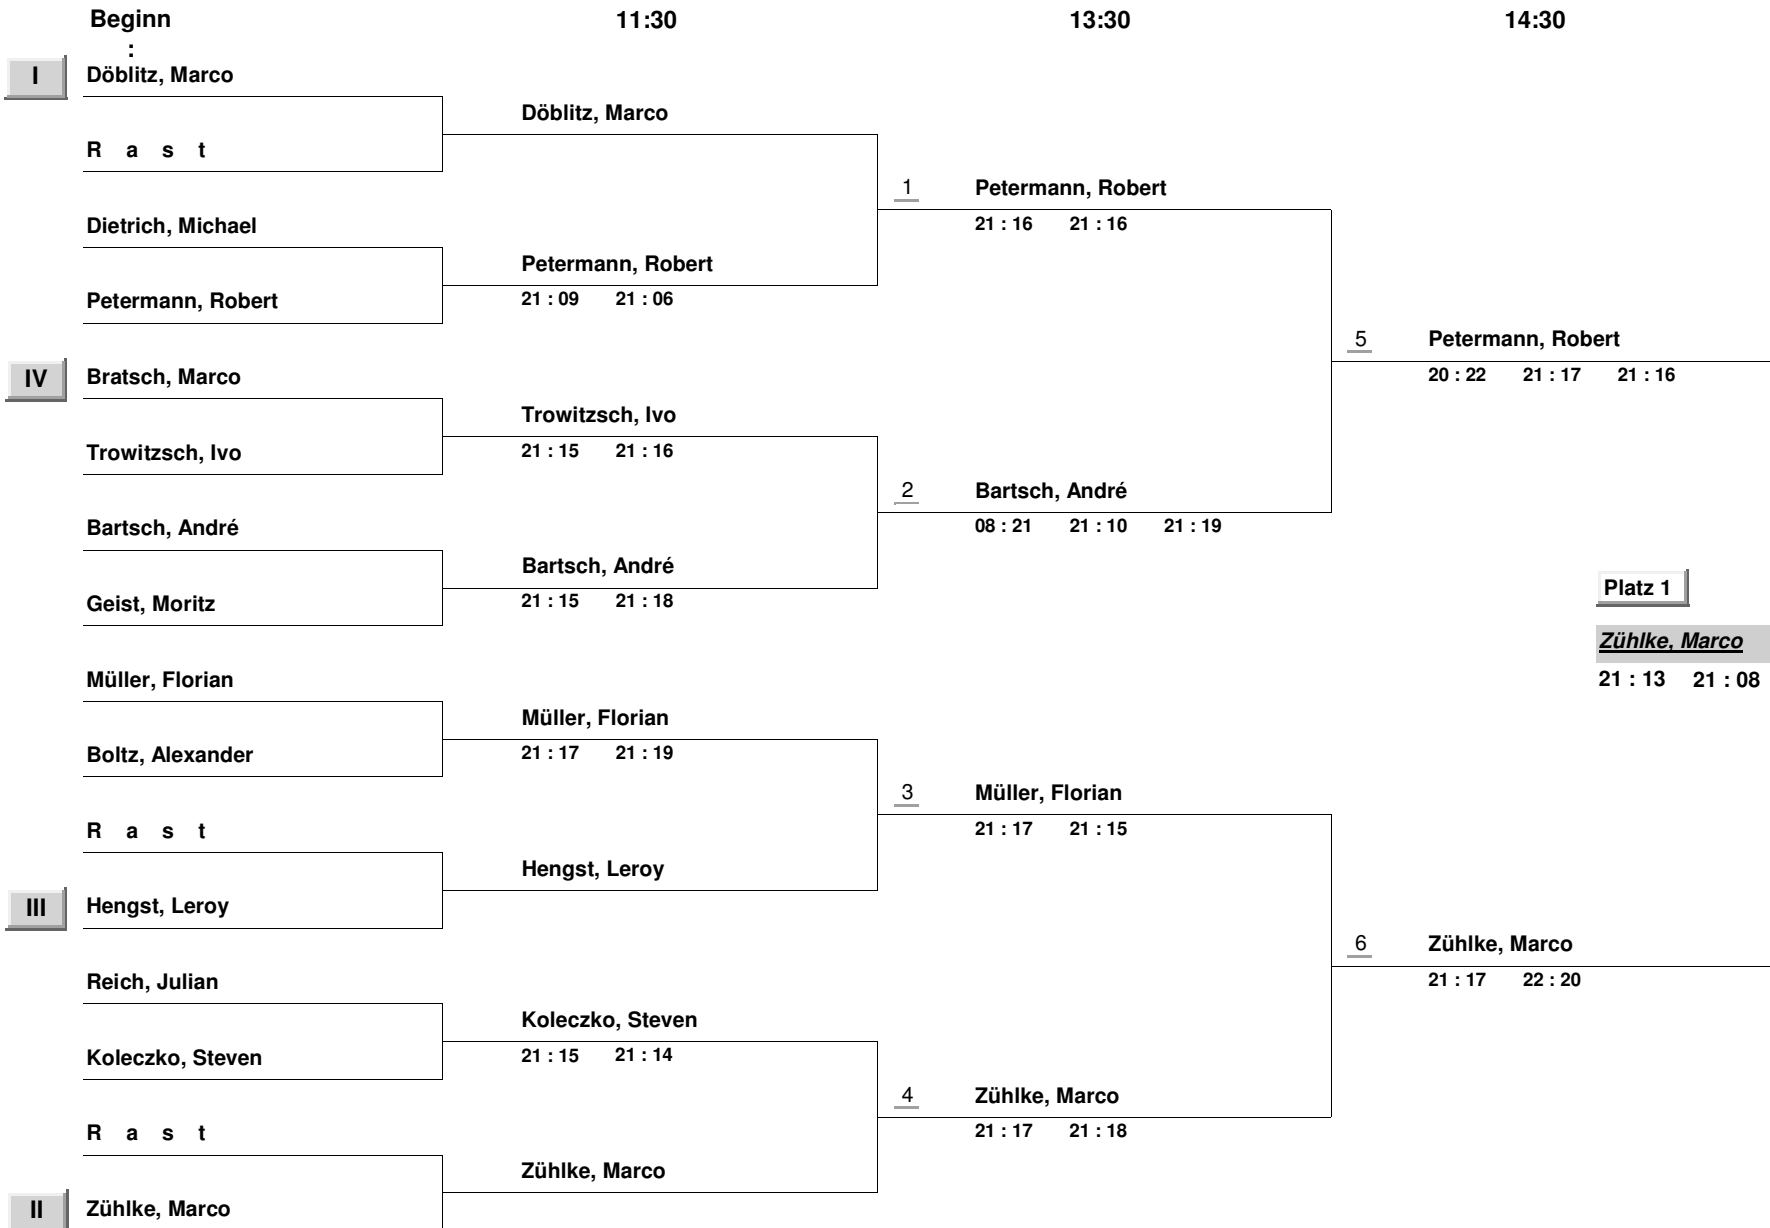 Beginn 11:30 13:30 14:30
:
I Döblitz, Marco
Döblitz, Marco
R a s t
1 Petermann, Robert
Dietrich, Michael
21 : 16 21 : 16
Petermann, Robert
Petermann, Robert
21 : 09 21 : 06
5 Petermann, Robert
IV Bratsch, Marco
20 : 22 21 : 17 21 : 16
Trowitzsch, Ivo
Trowitzsch, Ivo
21 : 15 21 : 16
2 Bartsch, André
Bartsch, André
08 : 21 21 : 10 21 : 19
Bartsch, André
Platz 1
Geist, Moritz
21 : 15 21 : 18
Zühlke, Marco
Müller, Florian
21 : 13 21 : 08
Müller, Florian
Boltz, Alexander
21 : 17 21 : 19
3 Müller, Florian
R a s t
21 : 17 21 : 15
Hengst, Leroy
III Hengst, Leroy
6 Zühlke, Marco
Reich, Julian
21 : 17 22 : 20
Koleczko, Steven
Koleczko, Steven
21 : 15 21 : 14
4 Zühlke, Marco
R a s t
21 : 17 21 : 18
Zühlke, Marco
II Zühlke, Marco